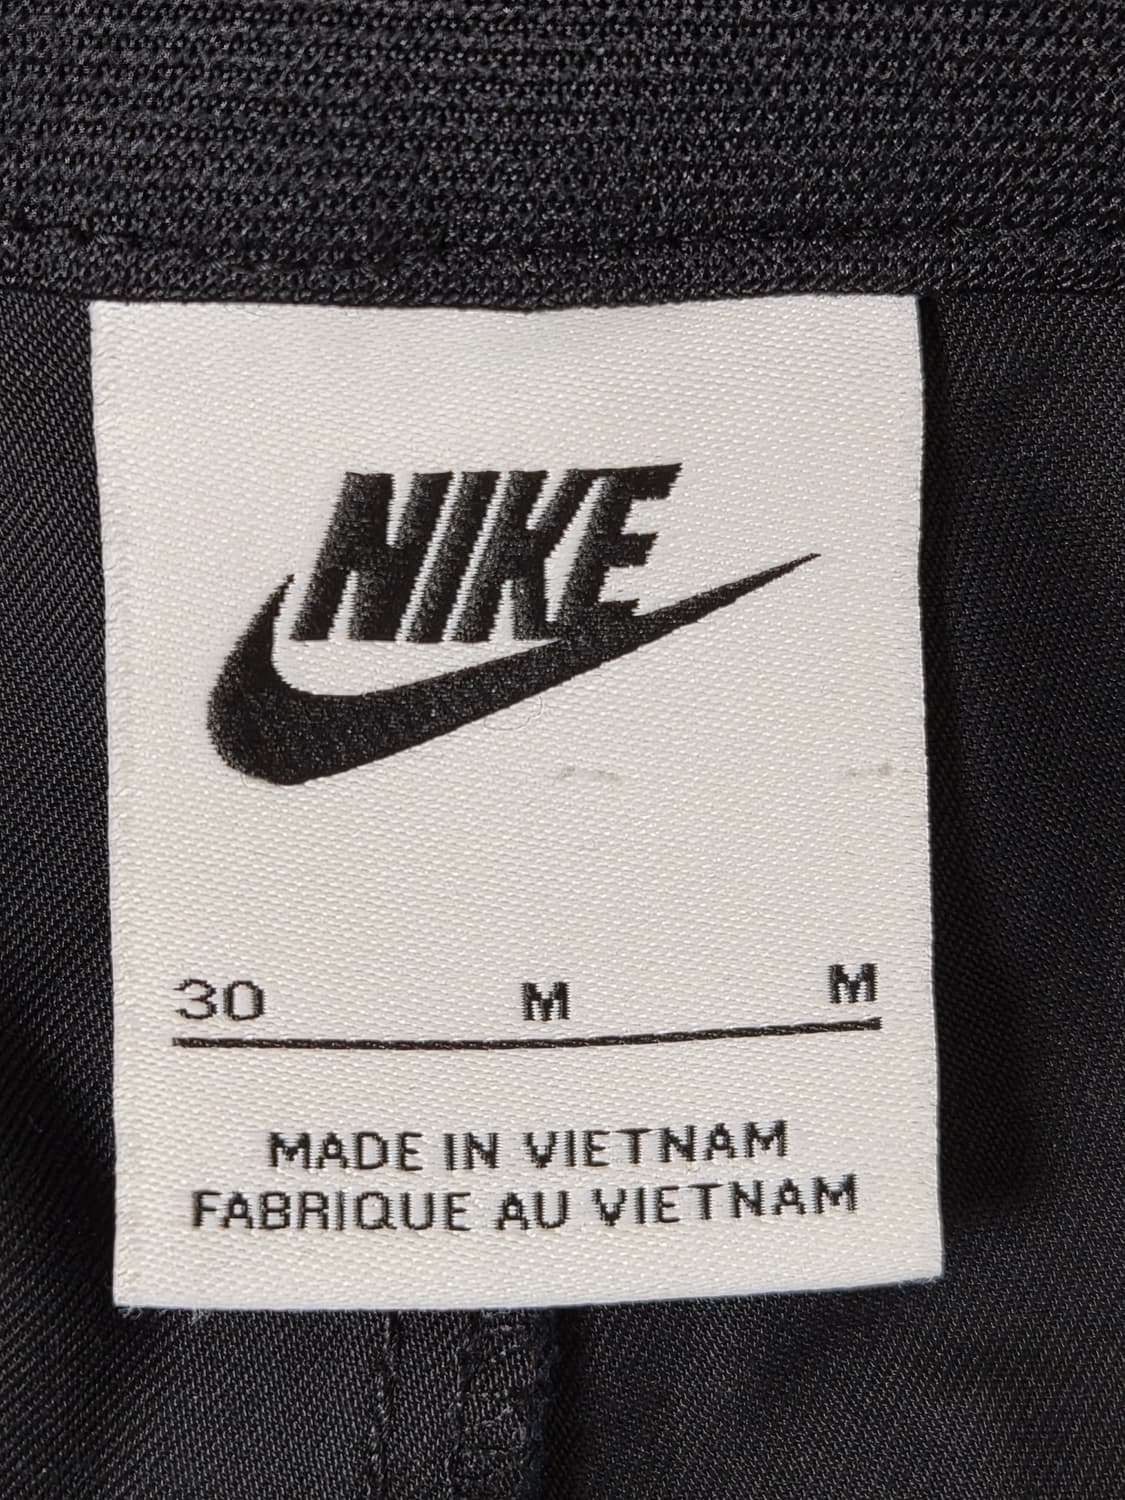 NIKE
30 M M
MADE IN VIETNAM
FABRIQUE AU VIETNAM